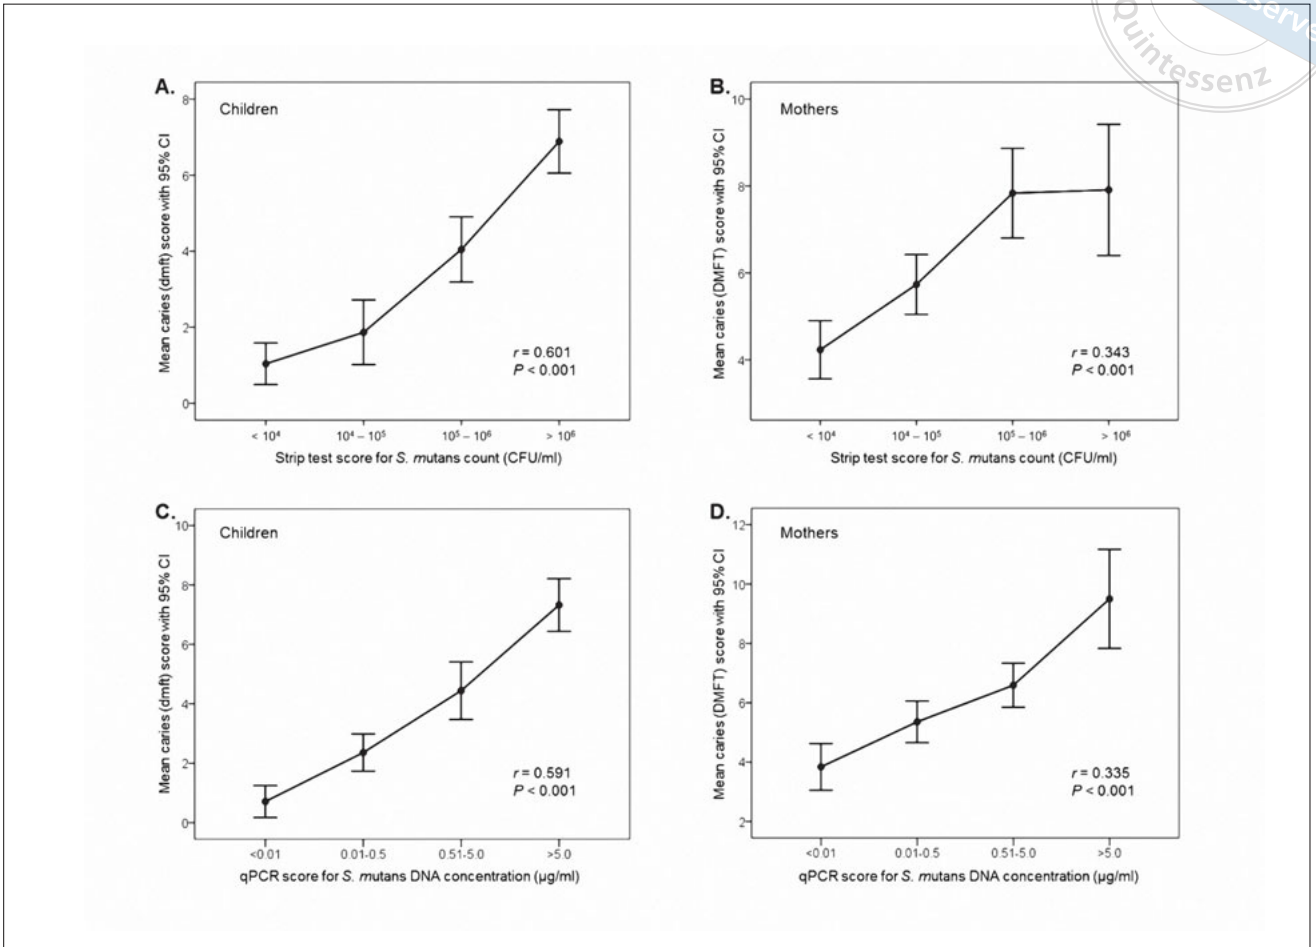 eserve
Quintessenz
A.
Children
Mean caries (dmft) score with 95% CI
8
6
4
2
0
r = 0.601
P < 0.001
< 10⁴
10⁴ – 10⁵
10⁵ – 10⁶
> 10⁶
Strip test score for S. mutans count (CFU/ml)
B.
Mothers
Mean caries (DMFT) score with 95% CI
10
8
6
4
r = 0.343
P < 0.001
< 10⁴
10⁴ – 10⁵
10⁵ – 10⁶
> 10⁶
Strip test score for S. mutans count (CFU/ml)
C.
Children
Mean caries (dmft) score with 95% CI
10
8
6
4
2
0
r = 0.591
P < 0.001
<0.01
0.01-0.5
0.51-5.0
>5.0
qPCR score for S. mutans DNA concentration (µg/ml)
D.
Mothers
Mean caries (DMFT) score with 95% CI
12
10
8
6
4
2
r = 0.335
P < 0.001
<0.01
0.01-0.5
0.51-5.0
>5.0
qPCR score for S. mutans DNA concentration (µg/ml)